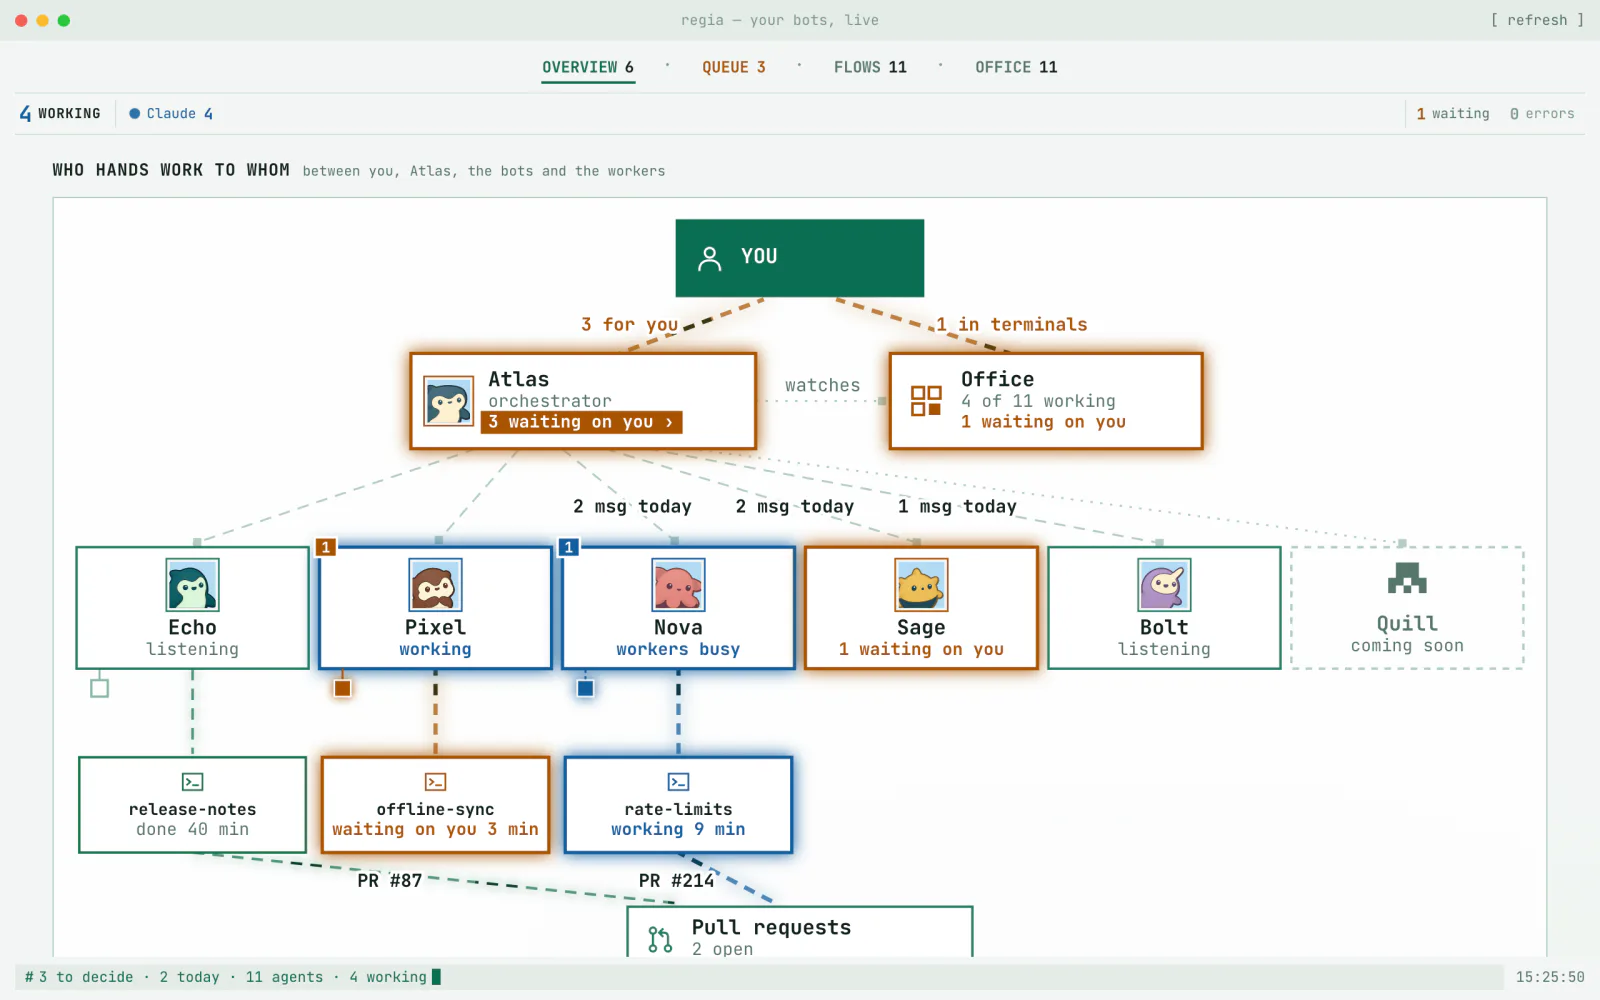 regia — your bots, live
[ refresh ]
OVERVIEW 6 · QUEUE 3 · FLOWS 11 · OFFICE 11
4 WORKING Claude 4
1 waiting 0 errors
WHO HANDS WORK TO WHOM between you, Atlas, the bots and the workers
YOU
3 for you
1 in terminals
Atlas
orchestrator
3 waiting on you ›
watches
Office
4 of 11 working
1 waiting on you
2 msg today
2 msg today
1 msg today
Echo
listening
1
Pixel
working
1
Nova
workers busy
Sage
1 waiting on you
Bolt
listening
Quill
coming soon
release-notes
done 40 min
offline-sync
waiting on you 3 min
rate-limits
working 9 min
PR #87
PR #214
Pull requests
2 open
# 3 to decide · 2 today · 11 agents · 4 working
15:25:50